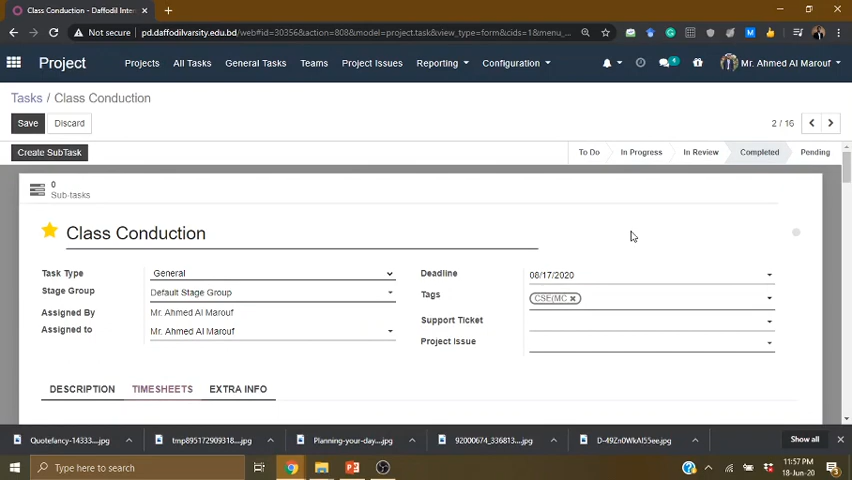 Class Conduction - Daffodil Inter
Not secure pd.daffodilvarsity.edu.bd/web#id=30356&action=808&model=project.task&view_type=form&cids=1&menu_...
Project Projects All Tasks General Tasks Teams Project Issues Reporting Configuration Mr. Ahmed Al Marouf
Tasks / Class Conduction
Save Discard 2 / 16
Create SubTask To Do In Progress In Review Completed Pending
0
Sub-tasks
Class Conduction
Task Type General Deadline 08/17/2020
Stage Group Default Stage Group Tags CSE(MC
Assigned By Mr. Ahmed Al Marouf Support Ticket
Assigned to Mr. Ahmed Al Marouf Project Issue
DESCRIPTION TIMESHEETS EXTRA INFO
Quotefancy-14333....jpg tmp895172909318...jpg Planning-your-day....jpg 92000674_336813...jpg D-49Zn0WkAI55ee.jpg Show all
Type here to search 11:57 PM
18-Jun-20